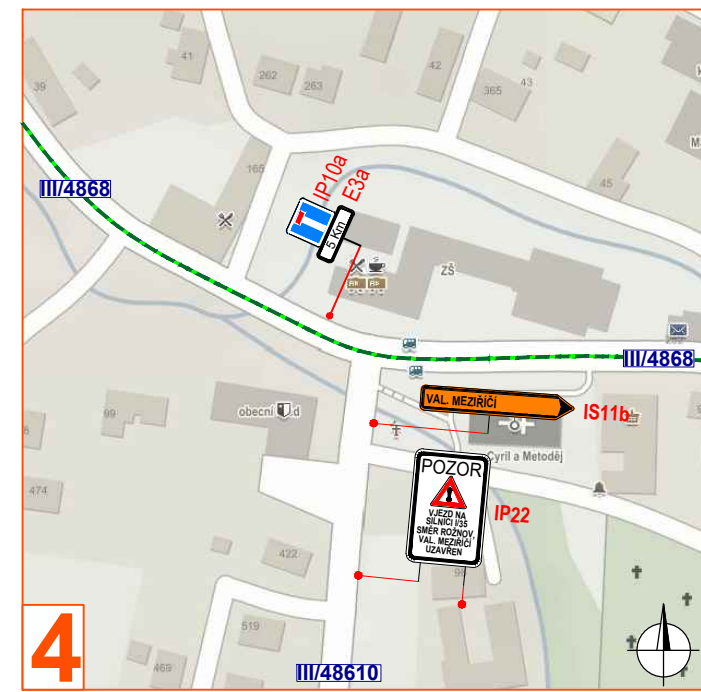 41
262
263
42
365
43
39
165
45
III/4868
IP10a
E3a
5 Km
ZŠ
III/4868
VAL. MEZIŘÍČÍ
IS11b
99
obecní
Cyril a Metoděj
POZOR
VJEZD NA
SILNICI I/35
SMĚR ROŽNOV,
VAL. MEZIŘÍČÍ
UZAVŘEN
IP22
474
422
519
469
4
III/48610